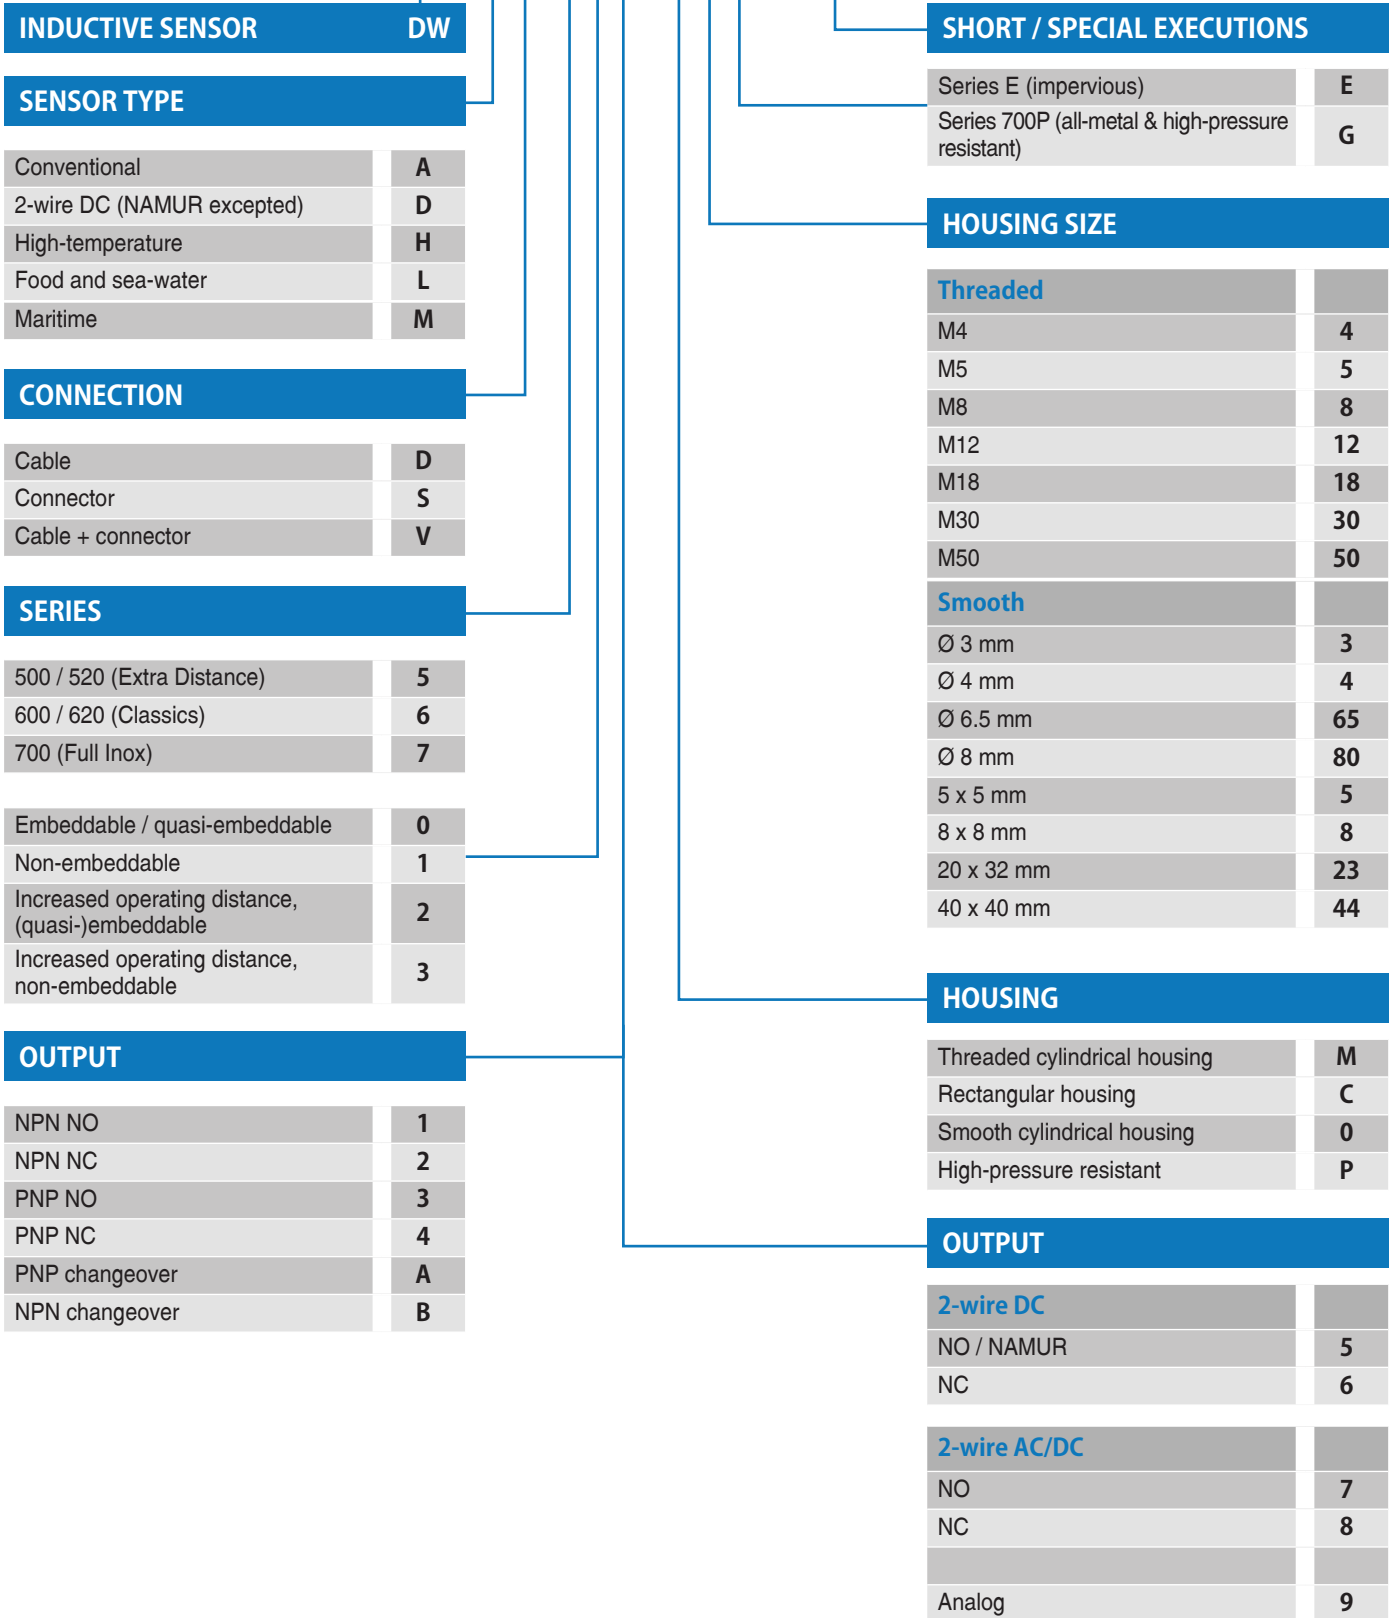 INDUCTIVE SENSOR DW
SENSOR TYPE
Conventional A
2-wire DC (NAMUR excepted) D
High-temperature H
Food and sea-water L
Maritime M
CONNECTION
Cable D
Connector S
Cable + connector V
SERIES
500 / 520 (Extra Distance) 5
600 / 620 (Classics) 6
700 (Full Inox) 7
Embeddable / quasi-embeddable 0
Non-embeddable 1
Increased operating distance,
(quasi-)embeddable 2
Increased operating distance,
non-embeddable 3
OUTPUT
NPN NO 1
NPN NC 2
PNP NO 3
PNP NC 4
PNP changeover A
NPN changeover B
SHORT / SPECIAL EXECUTIONS
Series E (impervious) E
Series 700P (all-metal & high-pressure
resistant) G
HOUSING SIZE
Threaded
M4 4
M5 5
M8 8
M12 12
M18 18
M30 30
M50 50
Smooth
Ø 3 mm 3
Ø 4 mm 4
Ø 6.5 mm 65
Ø 8 mm 80
5 x 5 mm 5
8 x 8 mm 8
20 x 32 mm 23
40 x 40 mm 44
HOUSING
Threaded cylindrical housing M
Rectangular housing C
Smooth cylindrical housing 0
High-pressure resistant P
OUTPUT
2-wire DC
NO / NAMUR 5
NC 6
2-wire AC/DC
NO 7
NC 8
Analog 9